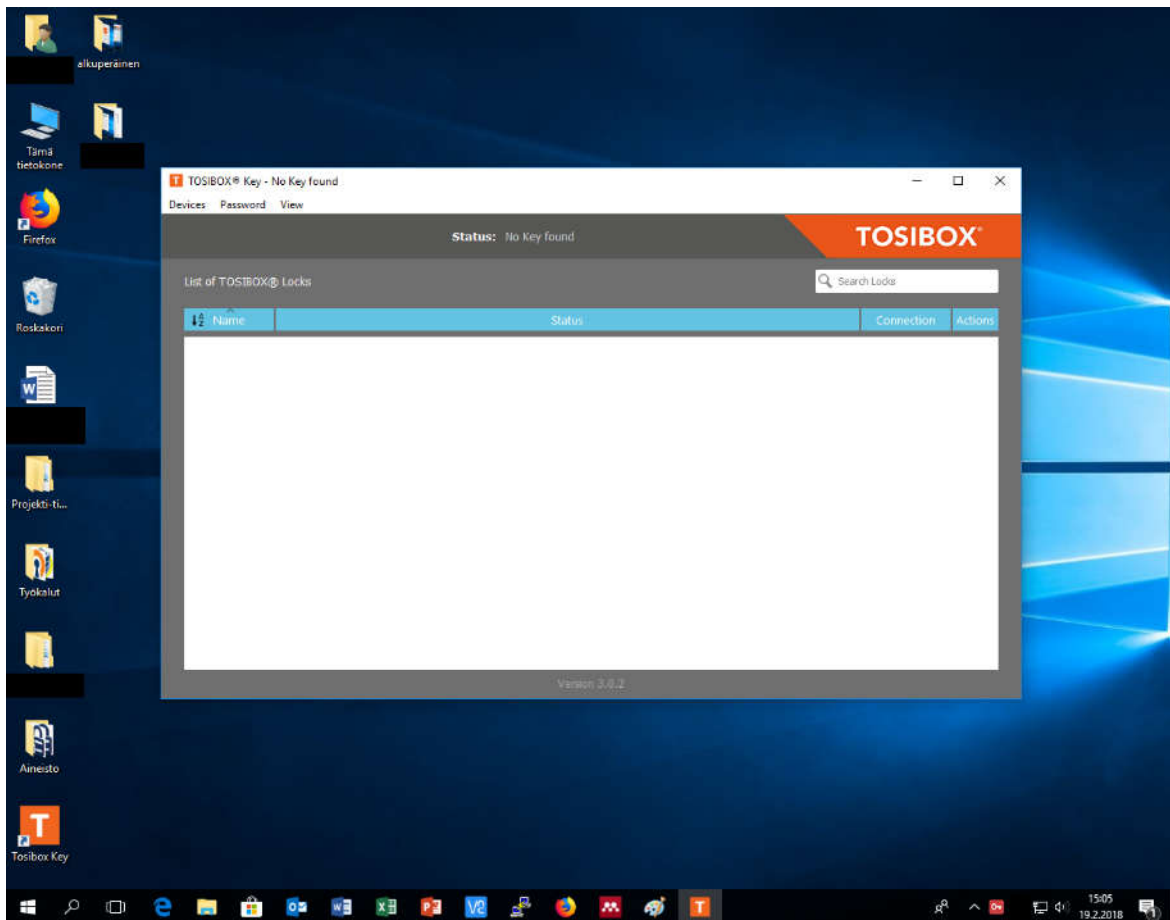 alkuperäinen
Tämä
tietokone
Firefox
Roskakori
Projekti-ti...
Työkalut
Aineisto
Tosibox Key
TOSIBOX® Key - No Key found
Devices Password View
Status: No Key found
TOSIBOX®
List of TOSIBOX® Locks
Search Locks
Name Status Connection Actions
Version 3.0.2
15:05
19.2.2018